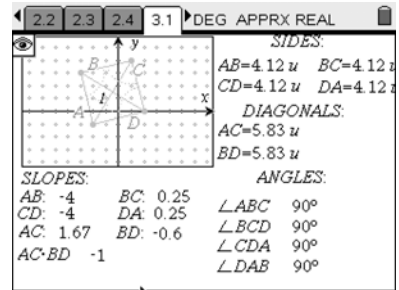 2.2 2.3 2.4 3.1 DEG APPRX REAL
y
B
C
1
x
A
D
SIDES:
AB=4.12 u BC=4.12 u
CD=4.12 u DA=4.12 u
DIAGONALS:
AC=5.83 u
BD=5.83 u
SLOPES:
AB: -4 BC: 0.25
CD: -4 DA: 0.25
AC: 1.67 BD: -0.6
AC·BD -1
ANGLES:
∠ABC 90°
∠BCD 90°
∠CDA 90°
∠DAB 90°